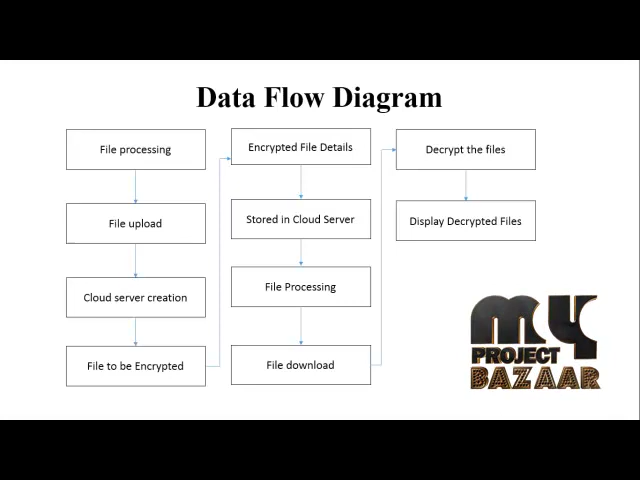 Data Flow Diagram
File processing
File upload
Cloud server creation
File to be Encrypted
Encrypted File Details
Stored in Cloud Server
File Processing
File download
Decrypt the files
Display Decrypted Files
my
PROJECT
BAZAAR